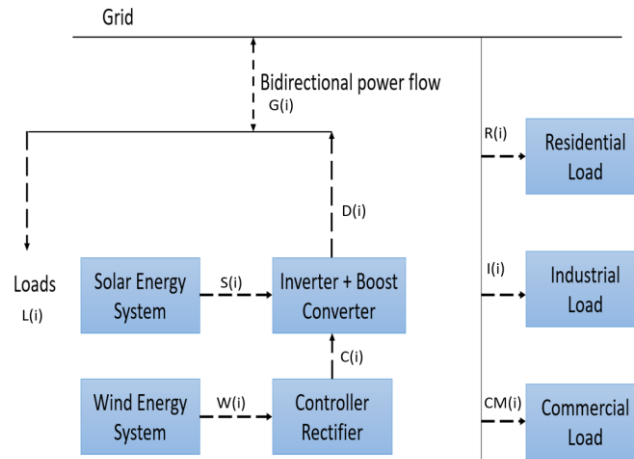 Grid
Bidirectional power flow
G(i)
R(i)
Residential
Load
D(i)
Loads
L(i)
Solar Energy
System
S(i)
Inverter + Boost
Converter
I(i)
Industrial
Load
C(i)
Wind Energy
System
W(i)
Controller
Rectifier
CM(i)
Commercial
Load